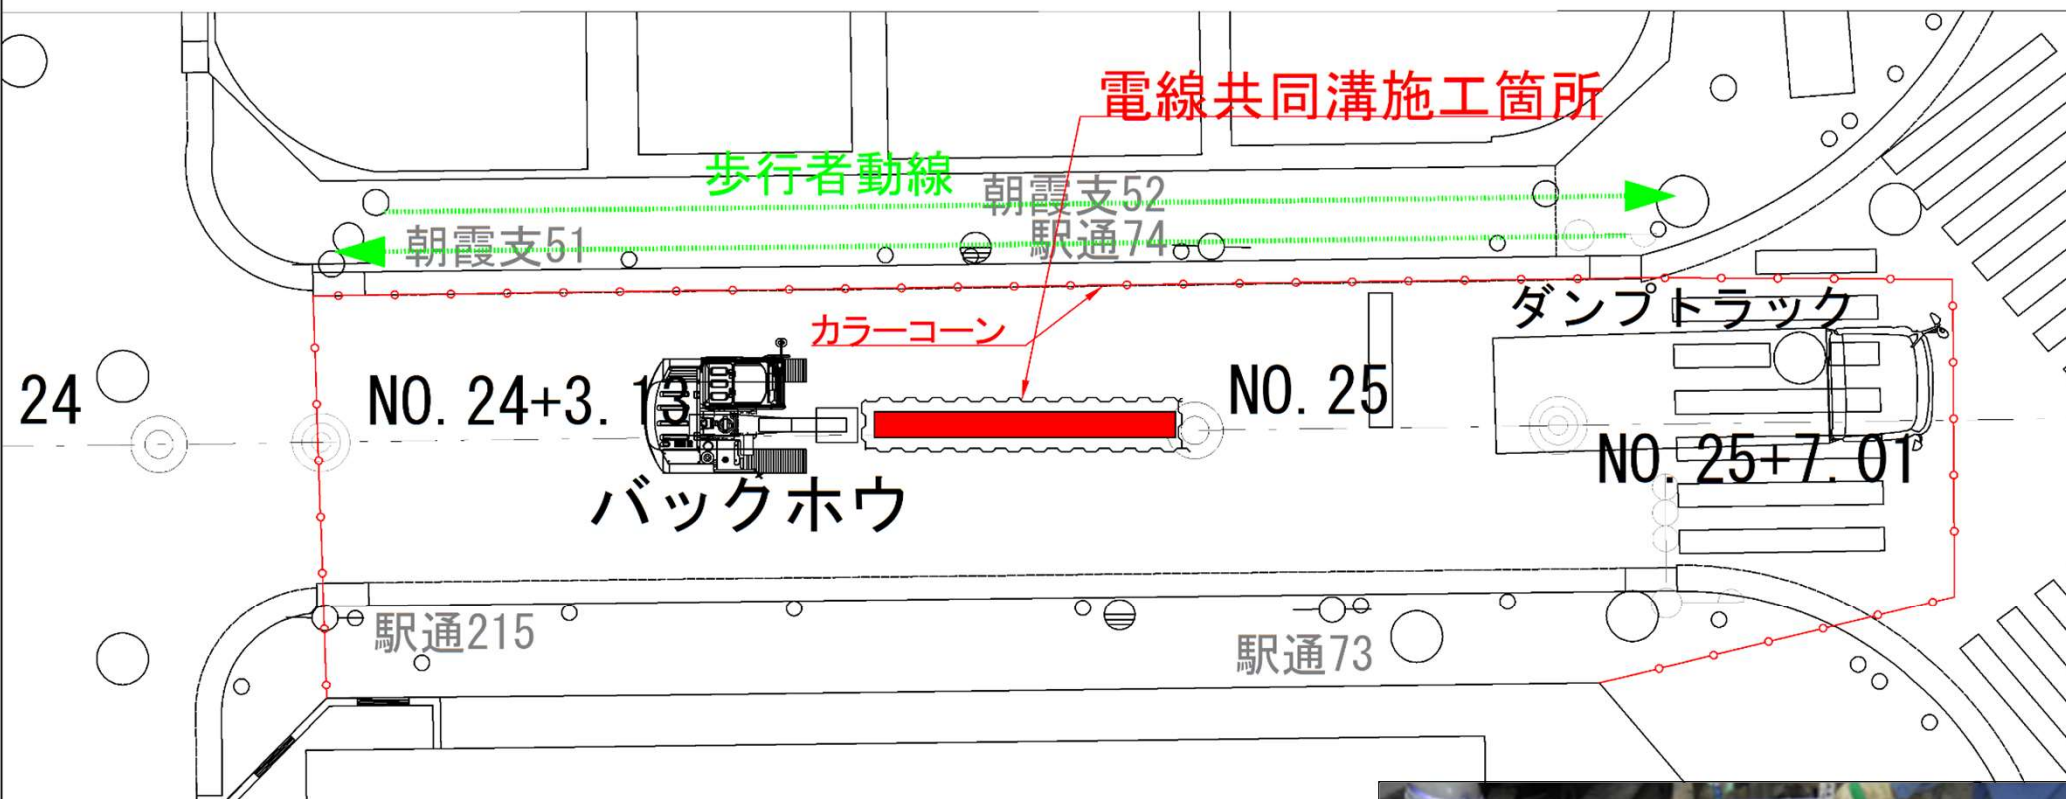 電線共同溝施工箇所
歩行者動線
朝霞支52
朝霞支51
駅通74
ダンプトラック
カラーコーン
24
NO.24+3.13
NO.25
NO.25+7.01
バックホウ
駅通215
駅通73